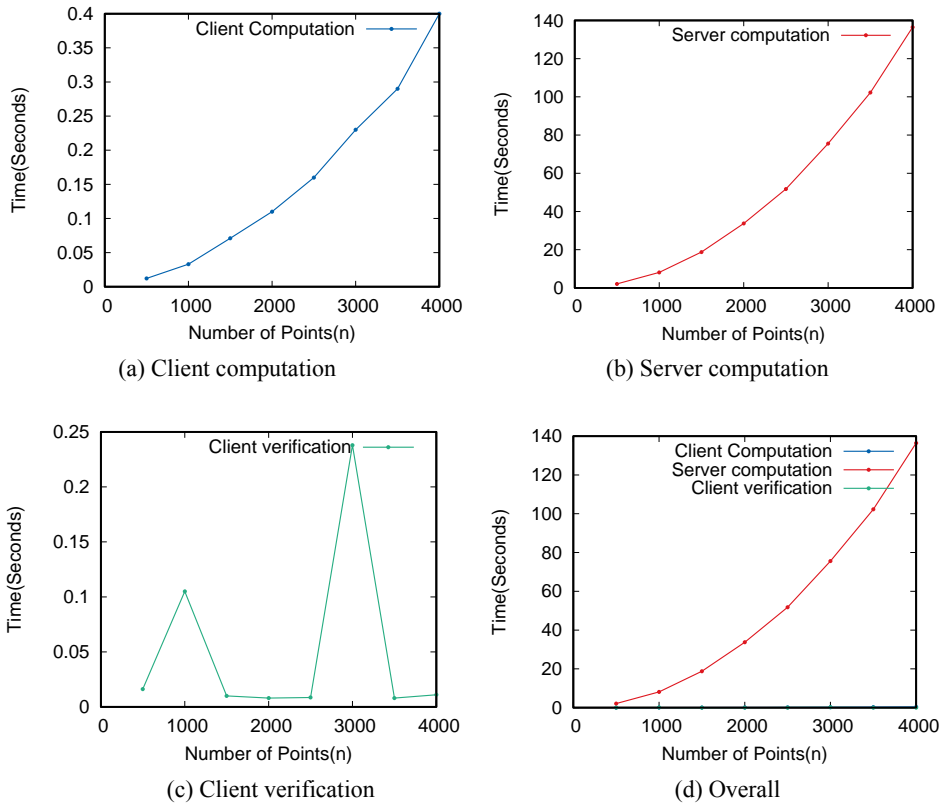 0.4
0.35
0.3
0.25
0.2
0.15
0.1
0.05
0
Time(Seconds)
Client Computation
0 1000 2000 3000 4000
Number of Points(n)
(a) Client computation
140
120
100
80
60
40
20
0
Time(Seconds)
Server computation
0 1000 2000 3000 4000
Number of Points(n)
(b) Server computation
0.25
0.2
0.15
0.1
0.05
0
Time(Seconds)
Client verification
0 1000 2000 3000 4000
Number of Points(n)
(c) Client verification
140
120
100
80
60
40
20
0
Time(Seconds)
Client Computation
Server computation
Client verification
0 1000 2000 3000 4000
Number of Points(n)
(d) Overall